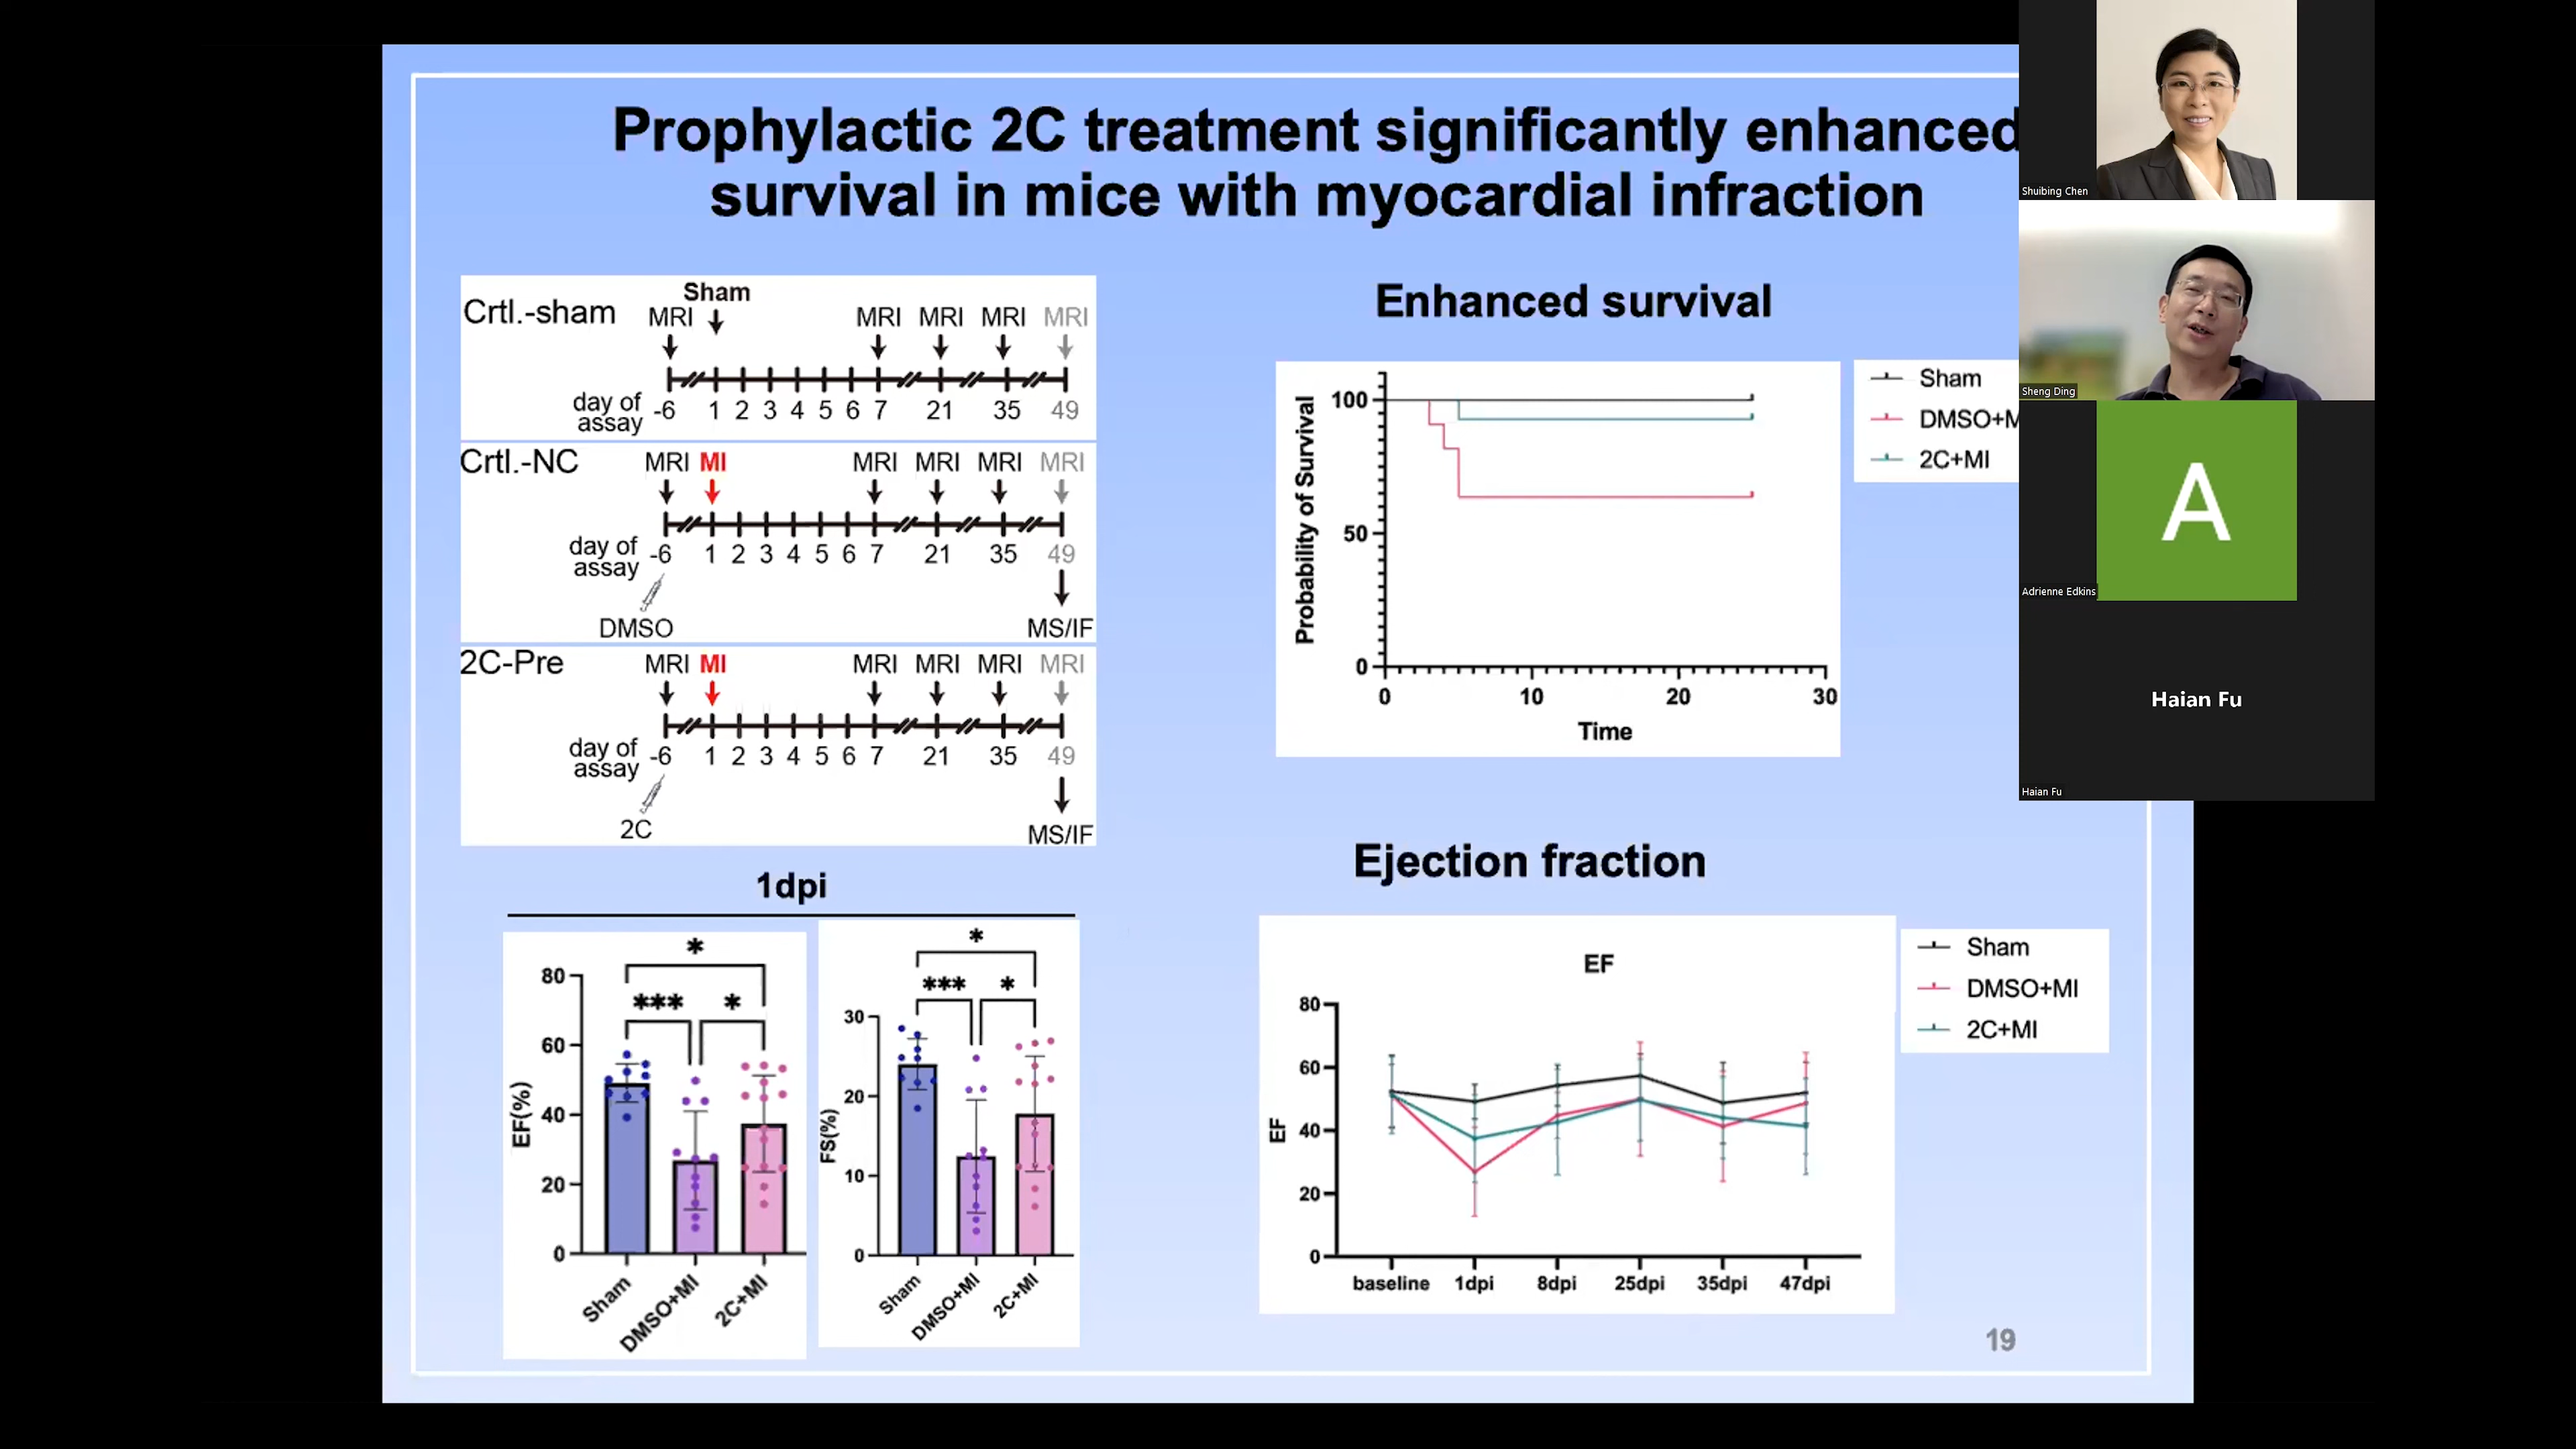 Prophylactic 2C treatment significantly enhanced
survival in mice with myocardial infraction
Crtl.-sham
Sham
MRI MRI MRI MRI MRI
day of
assay
-6 1 2 3 4 5 6 7 21 35 49
Crtl.-NC
MRI MI MRI MRI MRI MRI
day of
assay
-6 1 2 3 4 5 6 7 21 35 49
DMSO
MS/IF
2C-Pre
MRI MI MRI MRI MRI MRI
day of
assay
-6 1 2 3 4 5 6 7 21 35 49
2C
MS/IF
Enhanced survival
Probability of Survival
100
50
0
0 10 20 30
Time
Sham
DMSO+M
2C+MI
1dpi
EF(%)
80
60
40
20
0
* *** *
Sham
DMSO+MI
2C+MI
FS(%)
30
20
10
0
* *** *
Sham
DMSO+MI
2C+MI
Ejection fraction
EF
EF
80
60
40
20
0
baseline 1dpi 8dpi 25dpi 35dpi 47dpi
Sham
DMSO+MI
2C+MI
19
Shuibing Chen
Sheng Ding
A
Adrienne Edkins
Haian Fu
Haian Fu